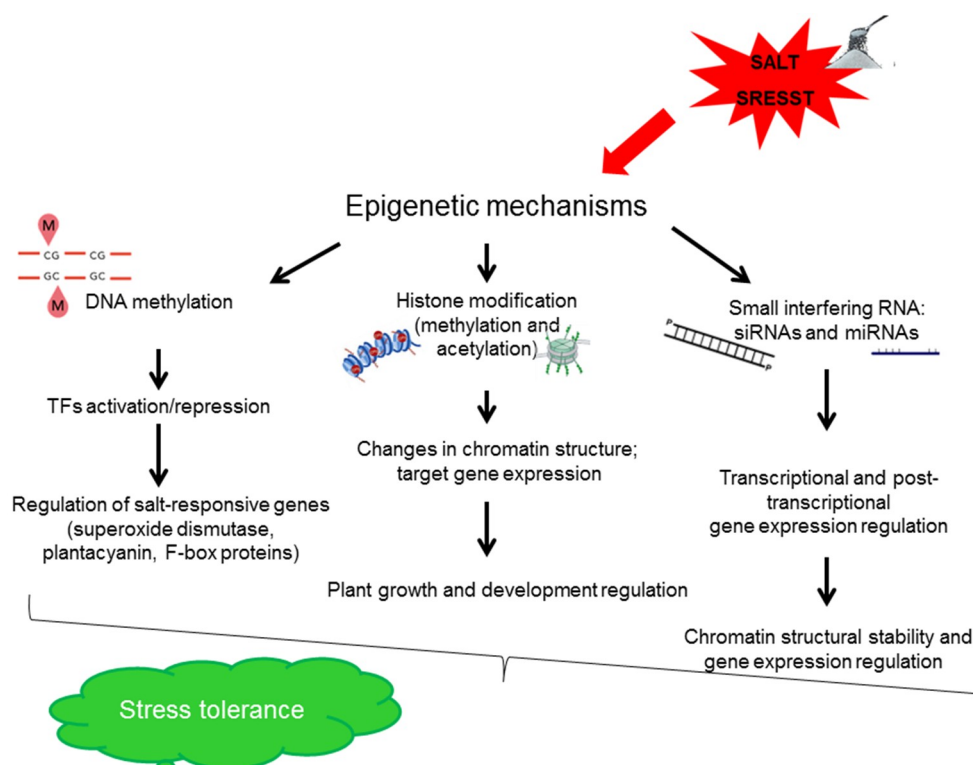 SALT
SRESST
Epigenetic mechanisms
M
CG CG
GC GC
M
DNA methylation
TFs activation/repression
Regulation of salt-responsive genes
(superoxide dismutase,
plantacyanin, F-box proteins)
Histone modification
(methylation and
acetylation)
Changes in chromatin structure;
target gene expression
Plant growth and development regulation
Small interfering RNA:
siRNAs and miRNAs
P
P
Transcriptional and post-
transcriptional
gene expression regulation
Chromatin structural stability and
gene expression regulation
Stress tolerance